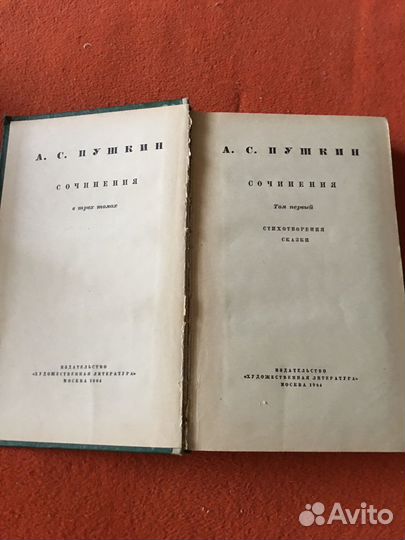 А. С. ПУШКИН
СОЧИНЕНИЯ
в трех томах
ИЗДАТЕЛЬСТВО
«ХУДОЖЕСТВЕННАЯ ЛИТЕРАТУРА»
МОСКВА 1964
А. С. ПУШКИН
СОЧИНЕНИЯ
Том первый
СТИХОТВОРЕНИЯ
СКАЗКИ
ИЗДАТЕЛЬСТВО
«ХУДОЖЕСТВЕННАЯ ЛИТЕРАТУРА»
МОСКВА 1964
Avito